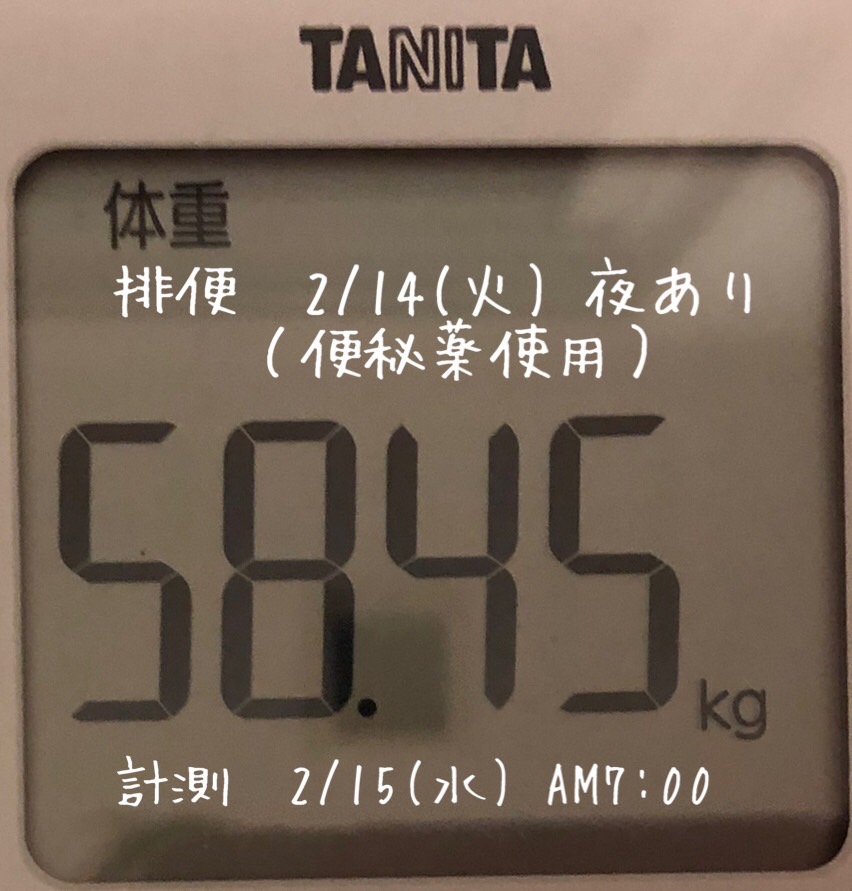 TANITA
体重
排便　2/14(火) 夜あり
(便秘薬使用)
58.45 kg
計測　2/15(水) AM7:00